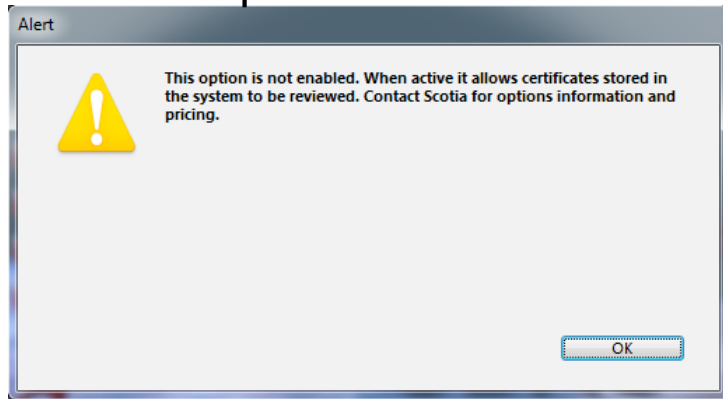 Alert
This option is not enabled. When active it allows certificates stored in
the system to be reviewed. Contact Scotia for options information and
pricing.
OK